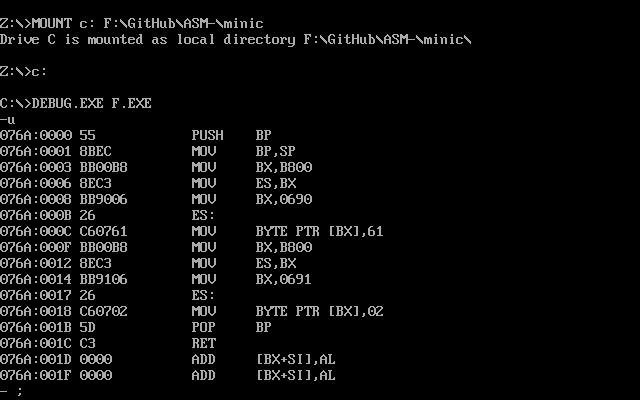 Z:\>MOUNT c: F:\GitHub\ASM-\minic
Drive C is mounted as local directory F:\GitHub\ASM-\minic\
Z:\>c:
C:\>DEBUG.EXE F.EXE
-u
076A:0000 55 PUSH BP
076A:0001 8BEC MOV BP,SP
076A:0003 BB00B8 MOV BX,B800
076A:0006 8EC3 MOV ES,BX
076A:0008 BB9006 MOV BX,0690
076A:000B 26 ES:
076A:000C C60761 MOV BYTE PTR [BX],61
076A:000F BB00B8 MOV BX,B800
076A:0012 8EC3 MOV ES,BX
076A:0014 BB9106 MOV BX,0691
076A:0017 26 ES:
076A:0018 C60702 MOV BYTE PTR [BX],02
076A:001B 5D POP BP
076A:001C C3 RET
076A:001D 0000 ADD [BX+SI],AL
076A:001F 0000 ADD [BX+SI],AL
- ;